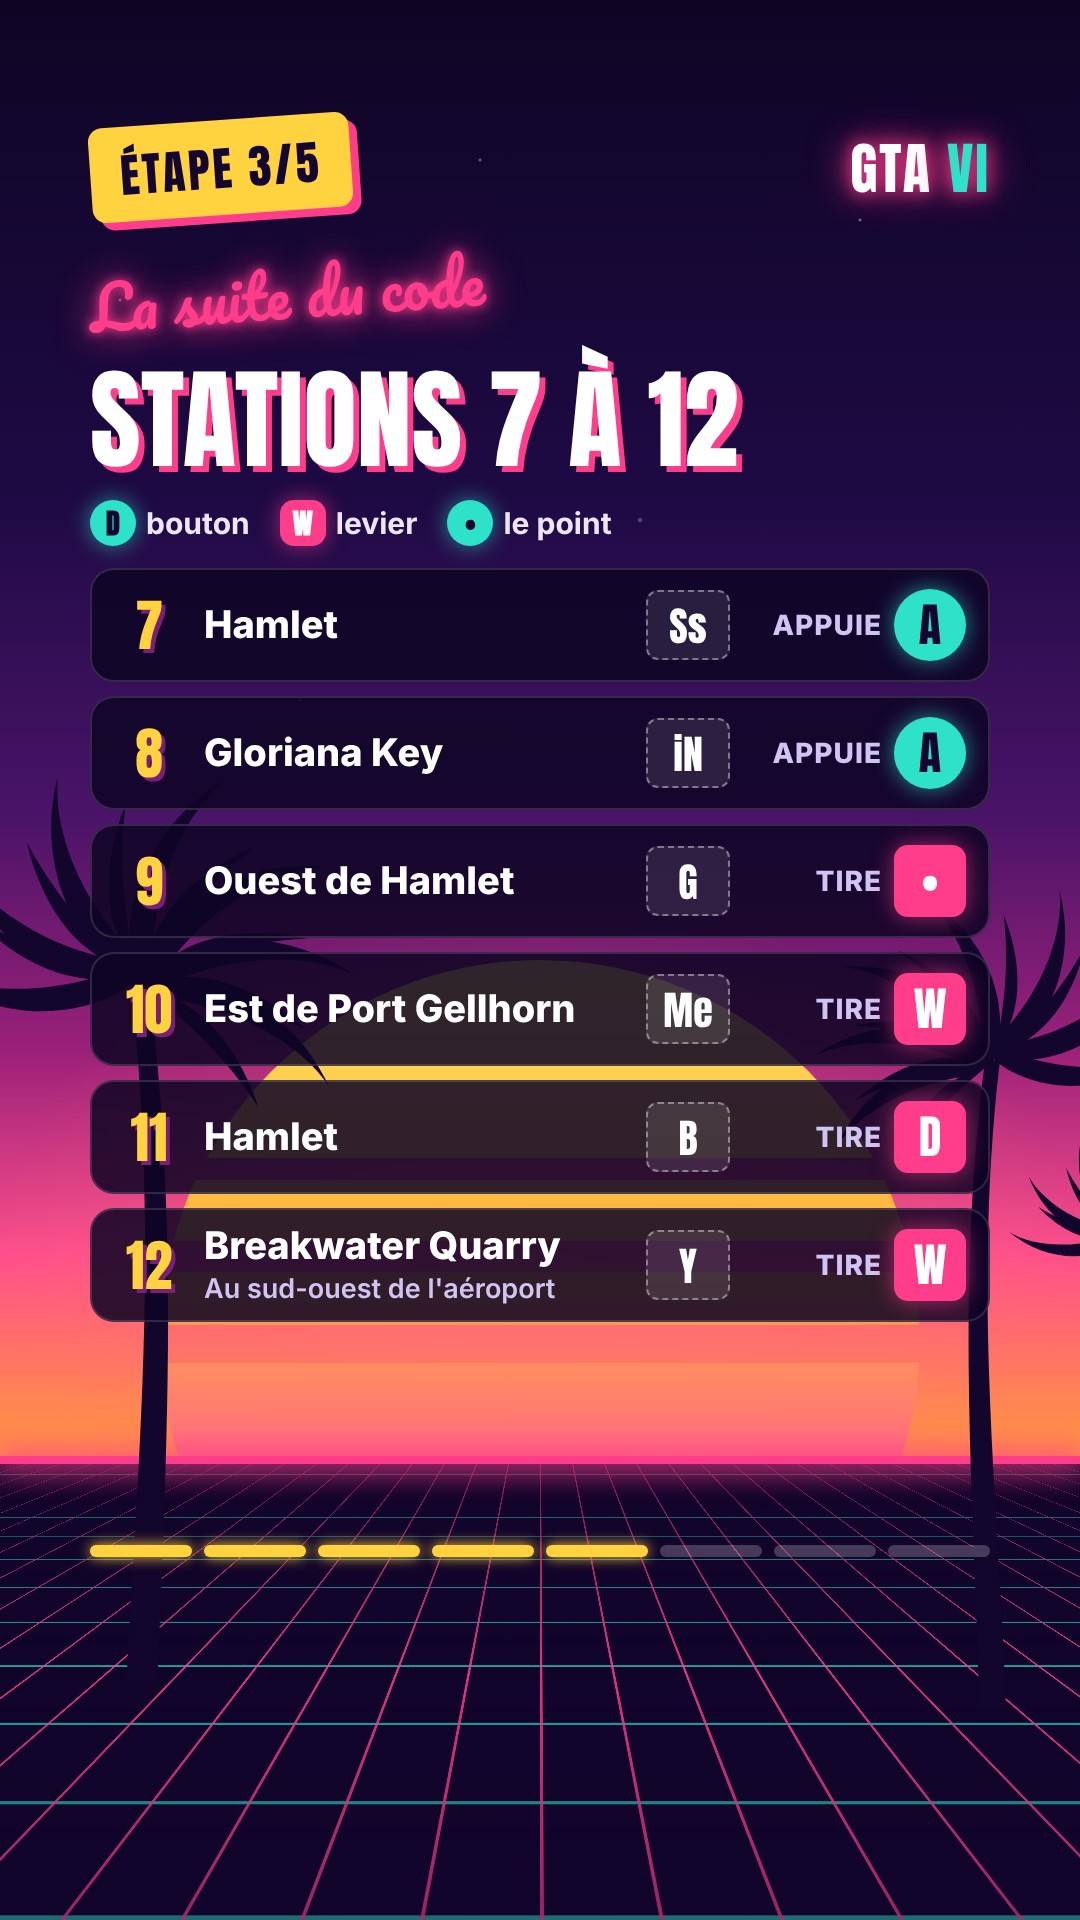 ÉTAPE 3/5
GTA VI
La suite du code
STATIONS 7 À 12
D bouton W levier • le point
7 Hamlet Ss APPUIE A
8 Gloriana Key iN APPUIE A
9 Ouest de Hamlet G TIRE •
10 Est de Port Gellhorn Me TIRE W
11 Hamlet B TIRE D
12 Breakwater Quarry Y TIRE W
Au sud-ouest de l'aéroport